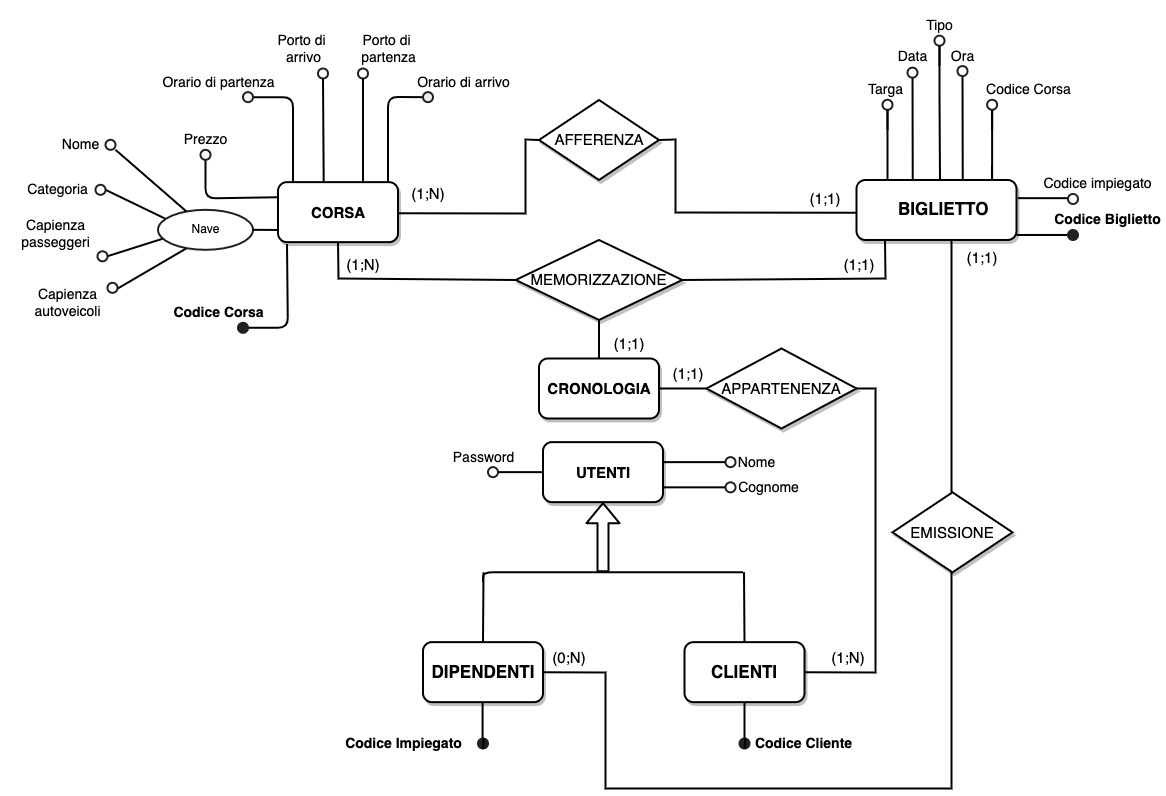 Tipo
Porto di
arrivo
Porto di
partenza
Data
Ora
Orario di partenza
Orario di arrivo
Targa
Codice Corsa
Nome
Prezzo
AFFERENZA
Categoria
(1;N)
(1;1)
Codice impiegato
CORSA
BIGLIETTO
Codice Biglietto
Capienza
passeggeri
Nave
(1;N)
(1;1)
(1;1)
MEMORIZZAZIONE
Capienza
autoveicoli
Codice Corsa
(1;1)
(1;1)
CRONOLOGIA
APPARTENENZA
Password
UTENTI
Nome
Cognome
EMISSIONE
DIPENDENTI
(0;N)
CLIENTI
(1;N)
Codice Impiegato
Codice Cliente